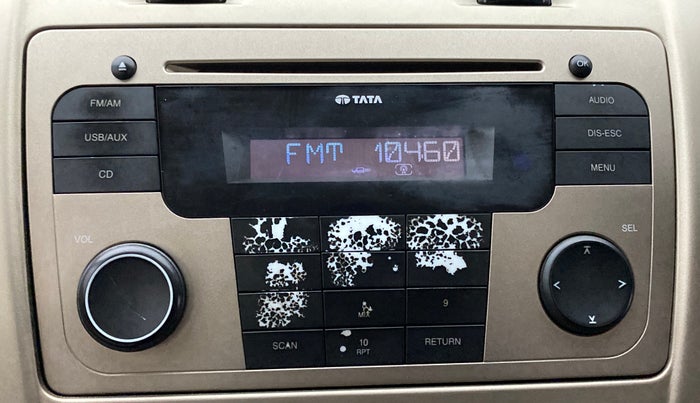 OK
FM/AM
TATA
AUDIO
USB/AUX
FMT 10460
DIS-ESC
CD
MENU
VOL
SEL
9
MIX
SCAN
10
RPT
RETURN